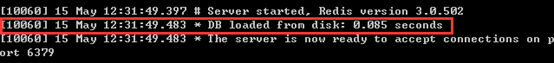 [10060] 15 May 12:31:49.397 # Server started, Redis version 3.0.502
[10060] 15 May 12:31:49.483 * DB loaded from disk: 0.085 seconds
[10060] 15 May 12:31:49.483 * The server is now ready to accept connections on p
ort 6379